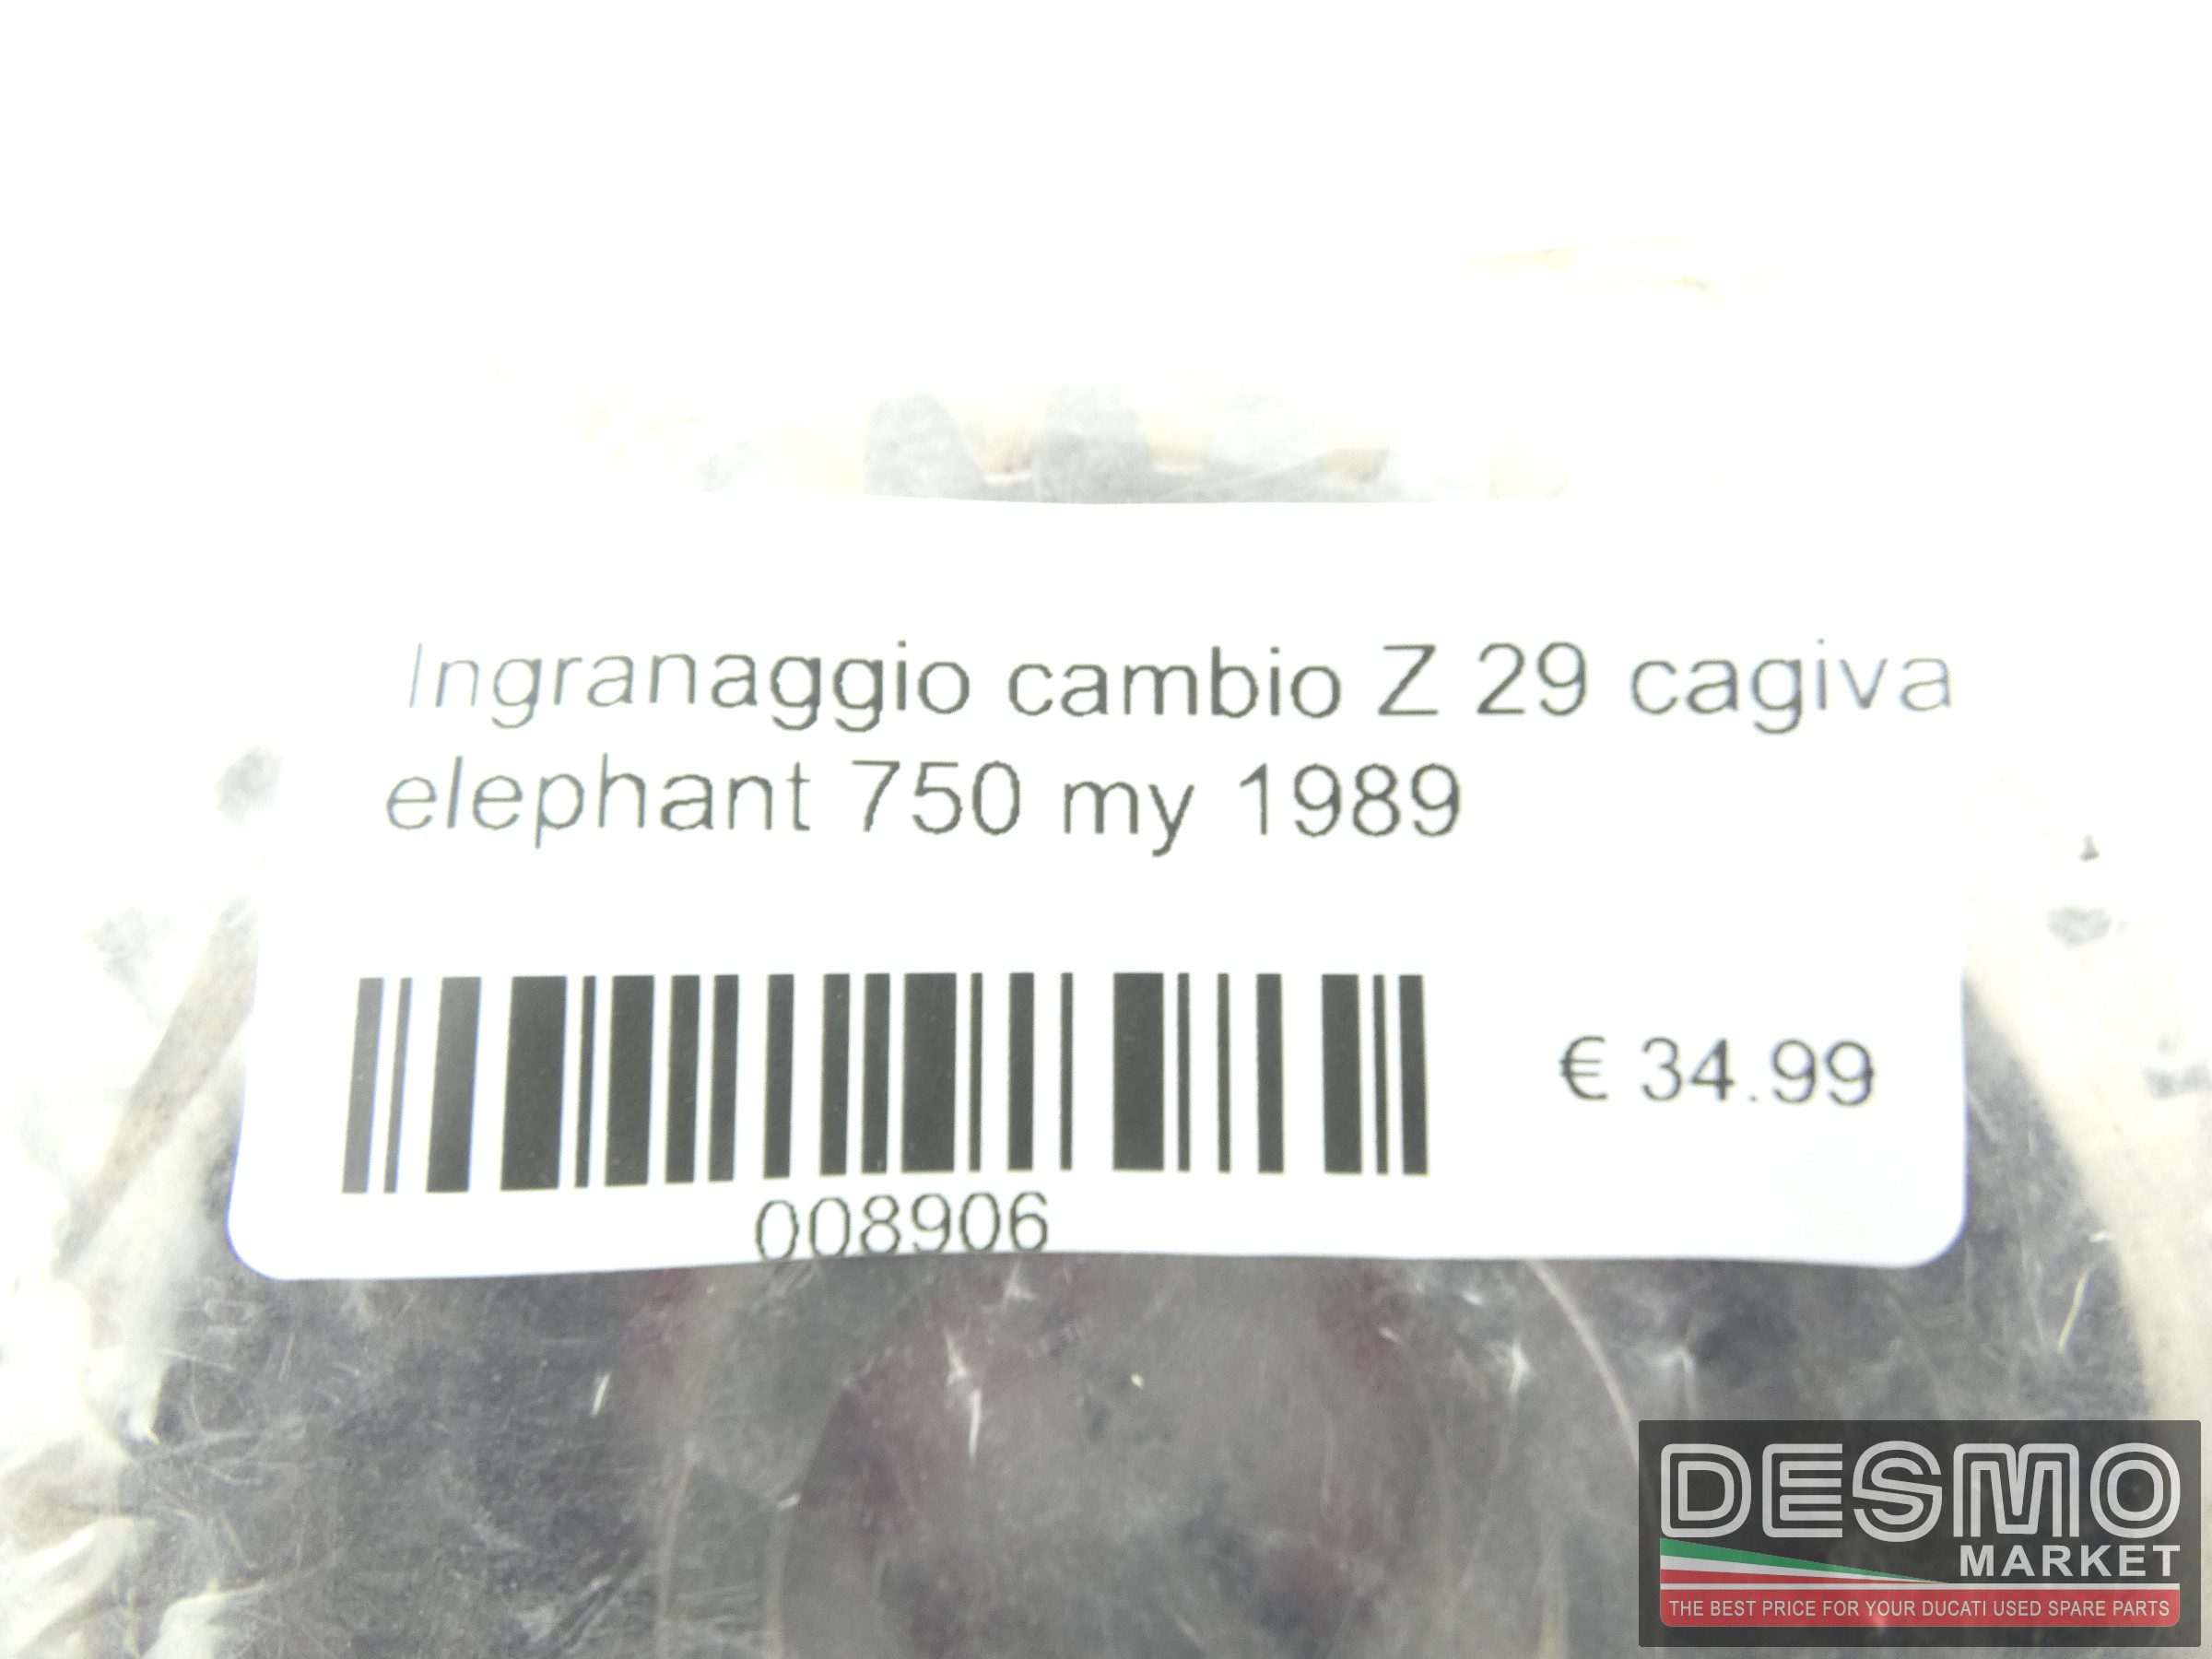 Ingranaggio cambio Z 29 cagiva
elephant 750 my 1989
€ 34.99
008906
DESMO
MARKET
THE BEST PRICE FOR YOUR DUCATI USED SPARE PARTS